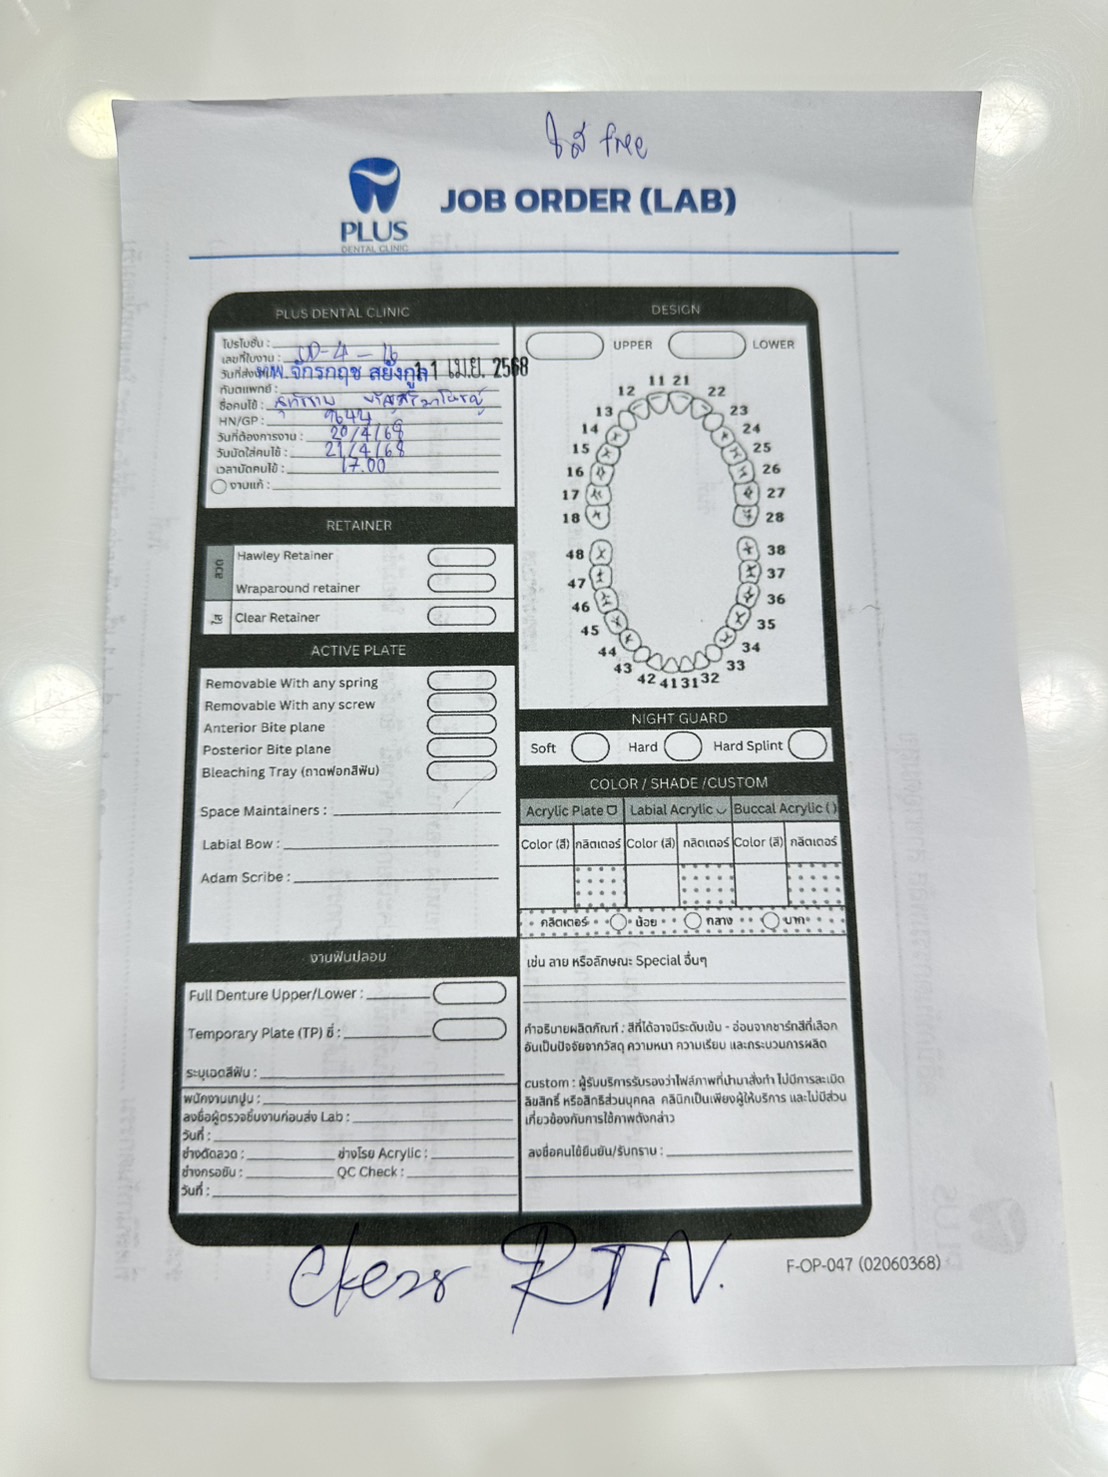 ใส free
PLUS
DENTAL CLINIC
JOB ORDER (LAB)
PLUS DENTAL CLINIC
โปรโมชั่น :
เลขที่ใบงาน : OD-4-16
วันที่ส่งพิมพ์ 11 เม.ย. 2568
ทันตแพทย์ : ทพ.จักรกฤช สยังกูล
ชื่อคนไข้ :
HN/GP : 9644
วันที่ต้องการงาน : 20/4/68
วันนัดใส่คนไข้ : 21/4/68
เวลานัดคนไข้ : 17.00
งานแก้ :
RETAINER
ลวด
Hawley Retainer
Wraparound retainer
ใส
Clear Retainer
ACTIVE PLATE
Removable With any spring
Removable With any screw
Anterior Bite plane
Posterior Bite plane
Bleaching Tray (ถาดฟอกสีฟัน)
Space Maintainers :
Labial Bow :
Adam Scribe :
งานฟันปลอม
Full Denture Upper/Lower :
Temporary Plate (TP) ซี่ :
ระบุเฉดสีฟัน :
พนักงานเทปูน :
ลงชื่อผู้ตรวจชิ้นงานก่อนส่ง Lab :
วันที่ :
ช่างดัดลวด : ช่างโรย Acrylic :
ช่างกรอขัน : QC Check :
วันที่ :
DESIGN
UPPER LOWER
11 21
12 22
13 23
14 24
15 25
16 26
17 27
18 28
48 38
47 37
46 36
45 35
44 34
43 33
42 41 31 32
NIGHT GUARD
Soft Hard Hard Splint
COLOR / SHADE /CUSTOM
Acrylic Plate Labial Acrylic Buccal Acrylic ( )
Color (สี) กลิตเตอร์ Color (สี) กลิตเตอร์ Color (สี) กลิตเตอร์
กลิตเตอร์ น้อย กลาง มาก
เช่น ลาย หรือลักษณะ Special อื่นๆ
คำอธิบายผลิตภัณฑ์ : สีที่ได้อาจมีระดับเข้ม - อ่อนจากชาร์ทสีที่เลือก
อันเป็นปัจจัยจากวัสดุ ความหนา ความเรียบ และกระบวนการผลิต
custom : ผู้รับบริการรับรองว่าไฟล์ภาพที่นำมาสั่งทำ ไม่มีการละเมิด
ลิขสิทธิ์ หรือสิทธิส่วนบุคคล คลินิกเป็นเพียงผู้ให้บริการ และไม่มีส่วน
เกี่ยวข้องกับการใช้ภาพดังกล่าว
ลงชื่อคนไข้ยืนยัน/รับทราบ :
RTN.
F-OP-047 (02060368)